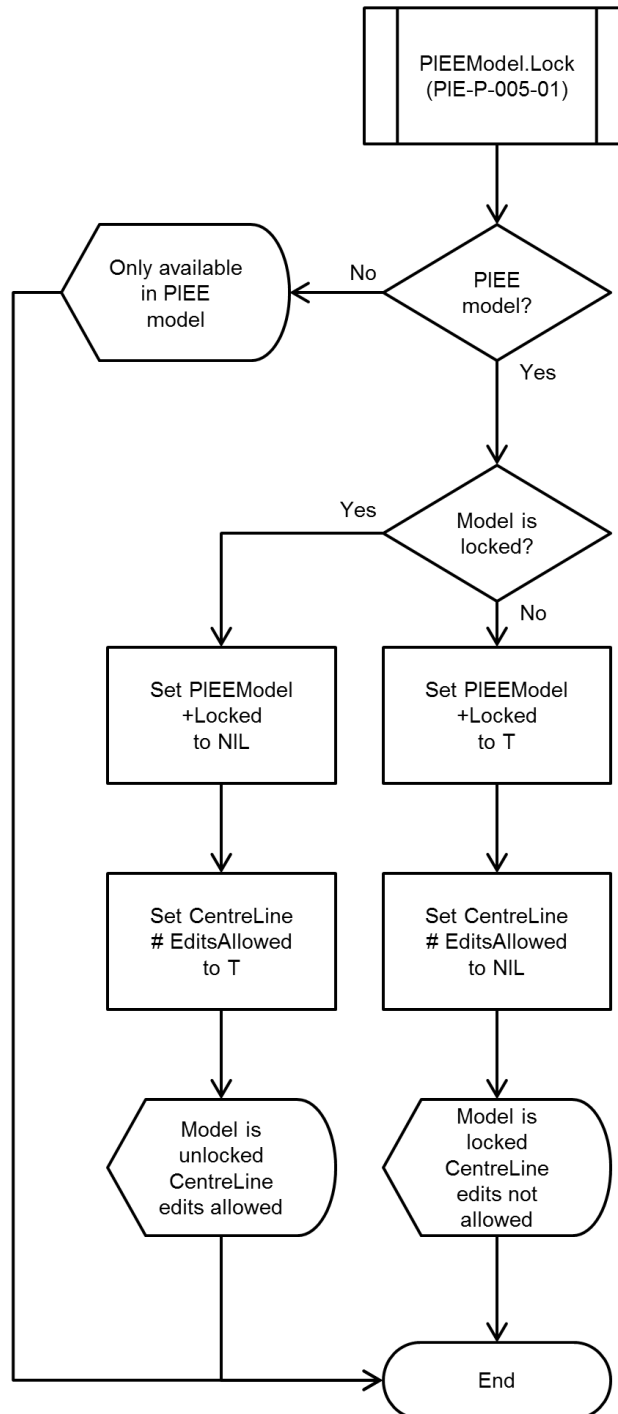 PIEEModel.Lock
(PIE-P-005-01)
Only available
in PIEE
model
No
PIEE
model?
Yes
Yes
Model is
locked?
No
Set PIEEModel
+Locked
to NIL
Set PIEEModel
+Locked
to T
Set CentreLine
# EditsAllowed
to T
Set CentreLine
# EditsAllowed
to NIL
Model is
unlocked
CentreLine
edits allowed
Model is
locked
CentreLine
edits not
allowed
End